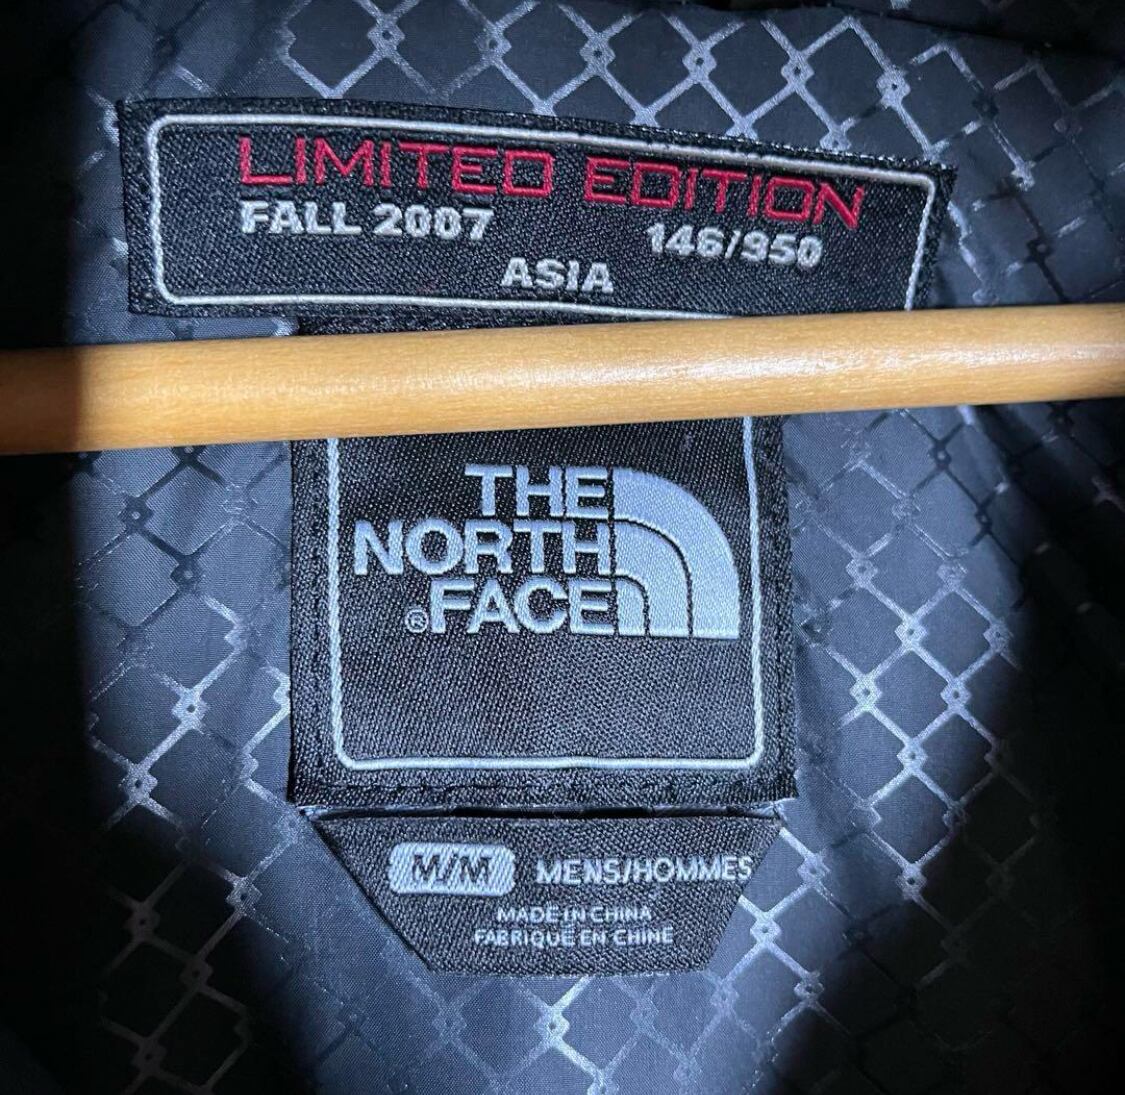 LIMITED EDITION
FALL 2007 146/950
ASIA
THE
NORTH
®FACE
M/M MENS/HOMMES
MADE IN CHINA
FABRIQUÉ EN CHINE